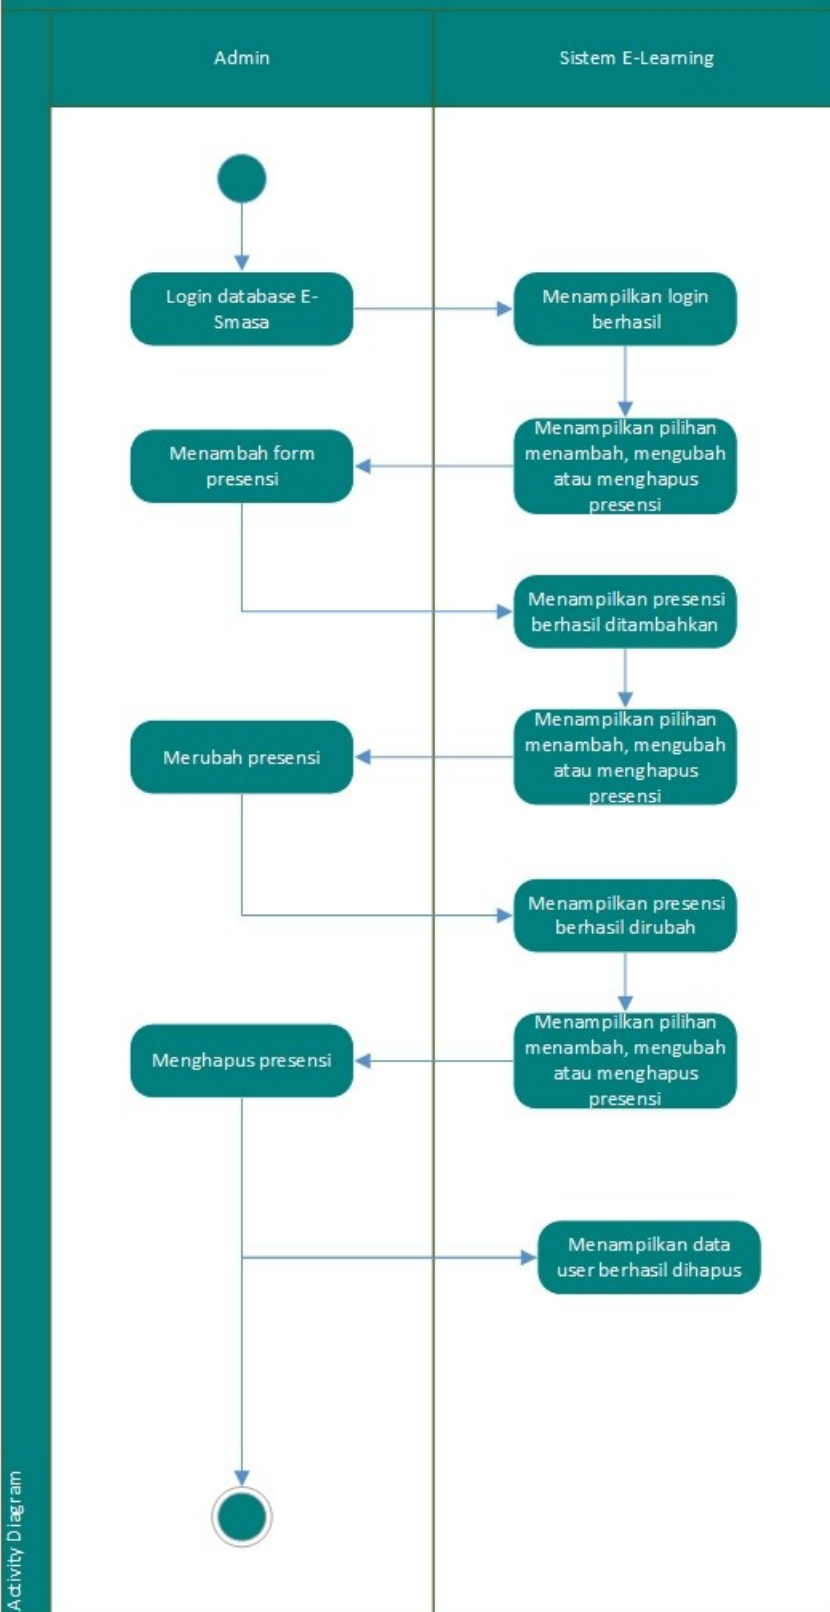 Admin
Sistem E-Learning
Login database E-
Smasa
Menampilkan login
berhasil
Menampilkan pilihan
menambah, mengubah
atau menghapus
presensi
Menambah form
presensi
Menampilkan presensi
berhasil ditambahkan
Menampilkan pilihan
menambah, mengubah
atau menghapus
presensi
Merubah presensi
Menampilkan presensi
berhasil dirubah
Menampilkan pilihan
menambah, mengubah
atau menghapus
presensi
Menghapus presensi
Menampilkan data
user berhasil dihapus
Activity Diagram